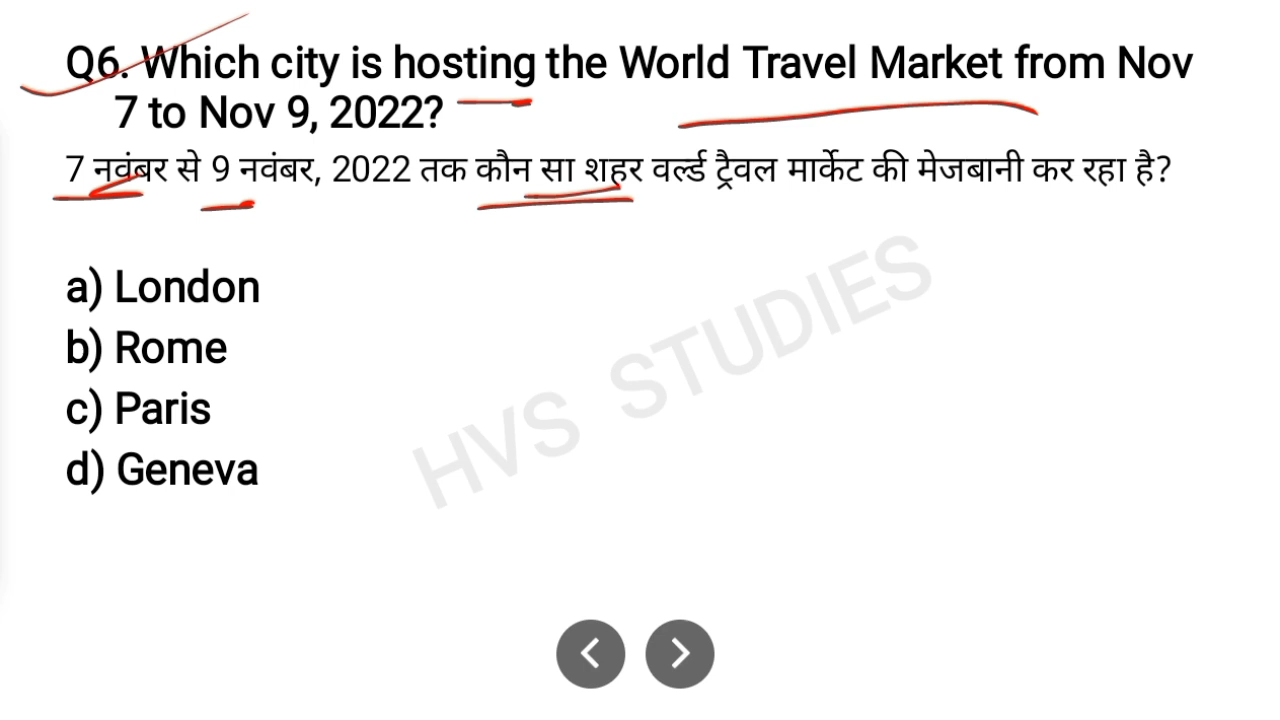 Q6. Which city is hosting the World Travel Market from Nov
7 to Nov 9, 2022?
7 नवंबर से 9 नवंबर, 2022 तक कौन सा शहर वर्ल्ड ट्रैवल मार्केट की मेजबानी कर रहा है?
a) London
b) Rome
c) Paris
d) Geneva
HVS STUDIES